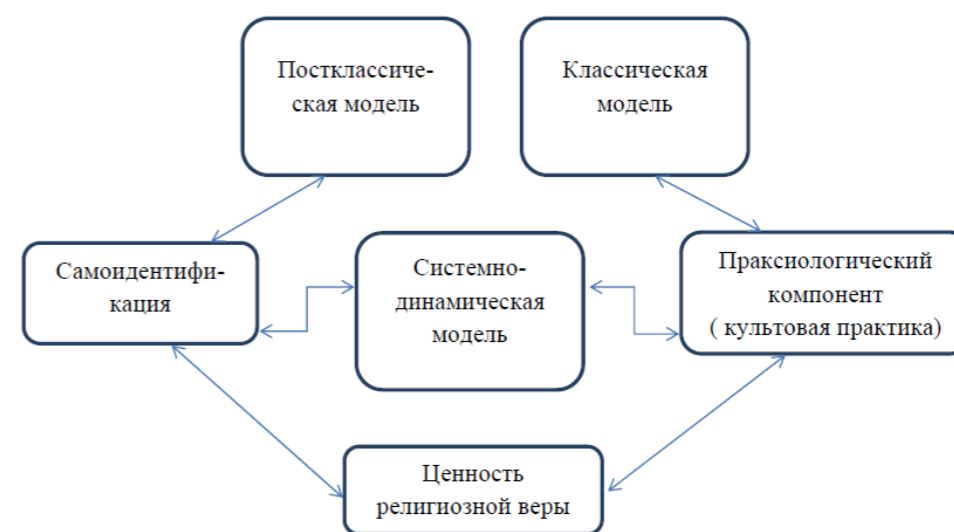 Постклассиче-
ская модель
Классическая
модель
Самоидентифи-
кация
Системно-
динамическая
модель
Праксиологический
компонент
( культовая практика)
Ценность
религиозной веры